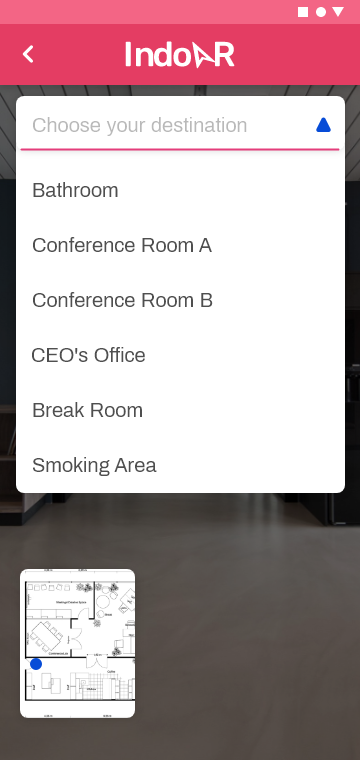 IndoAR
Choose your destination
Bathroom
Conference Room A
Conference Room B
CEO's Office
Break Room
Smoking Area